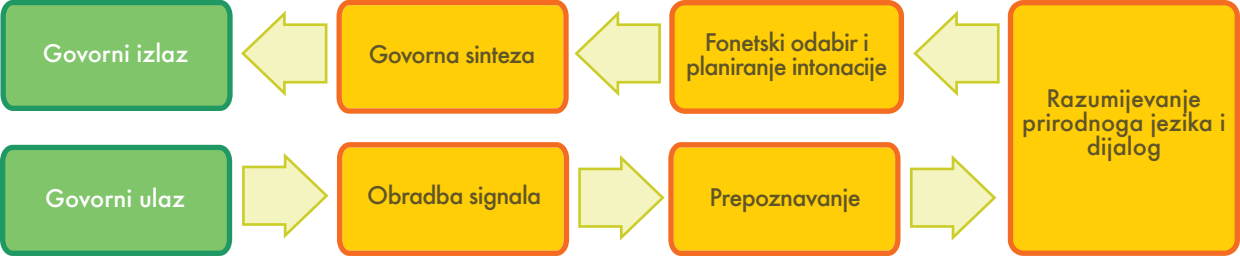 Govorni izlaz
Govorna sinteza
Fonetski odabir i
planiranje intonacije
Razumijevanje
prirodnoga jezika i
dijalog
Govorni ulaz
Obradba signala
Prepoznavanje